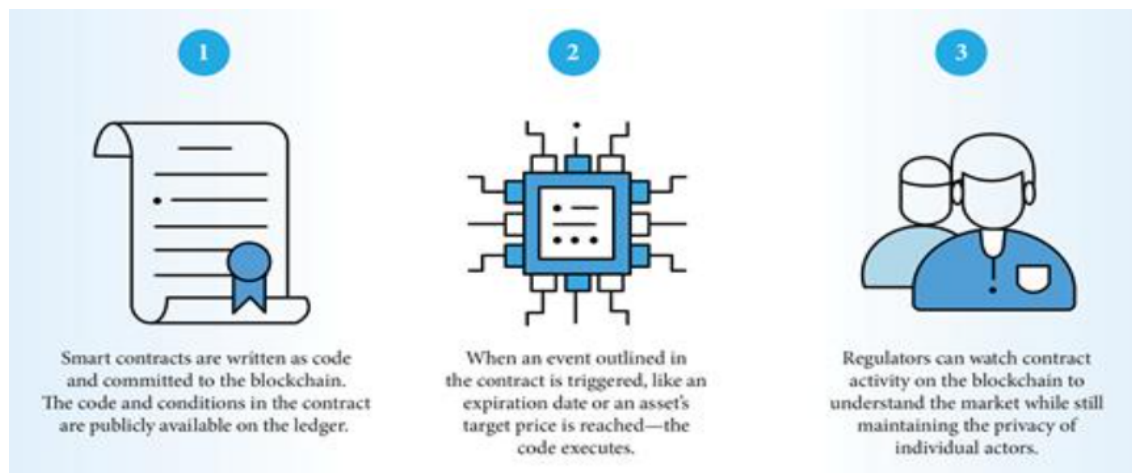 1
Smart contracts are written as code
and committed to the blockchain.
The code and conditions in the contract
are publicly available on the ledger.
2
When an event outlined in
the contract is triggered, like an
expiration date or an asset's
target price is reached—the
code executes.
3
Regulators can watch contract
activity on the blockchain to
understand the market while still
maintaining the privacy of
individual actors.